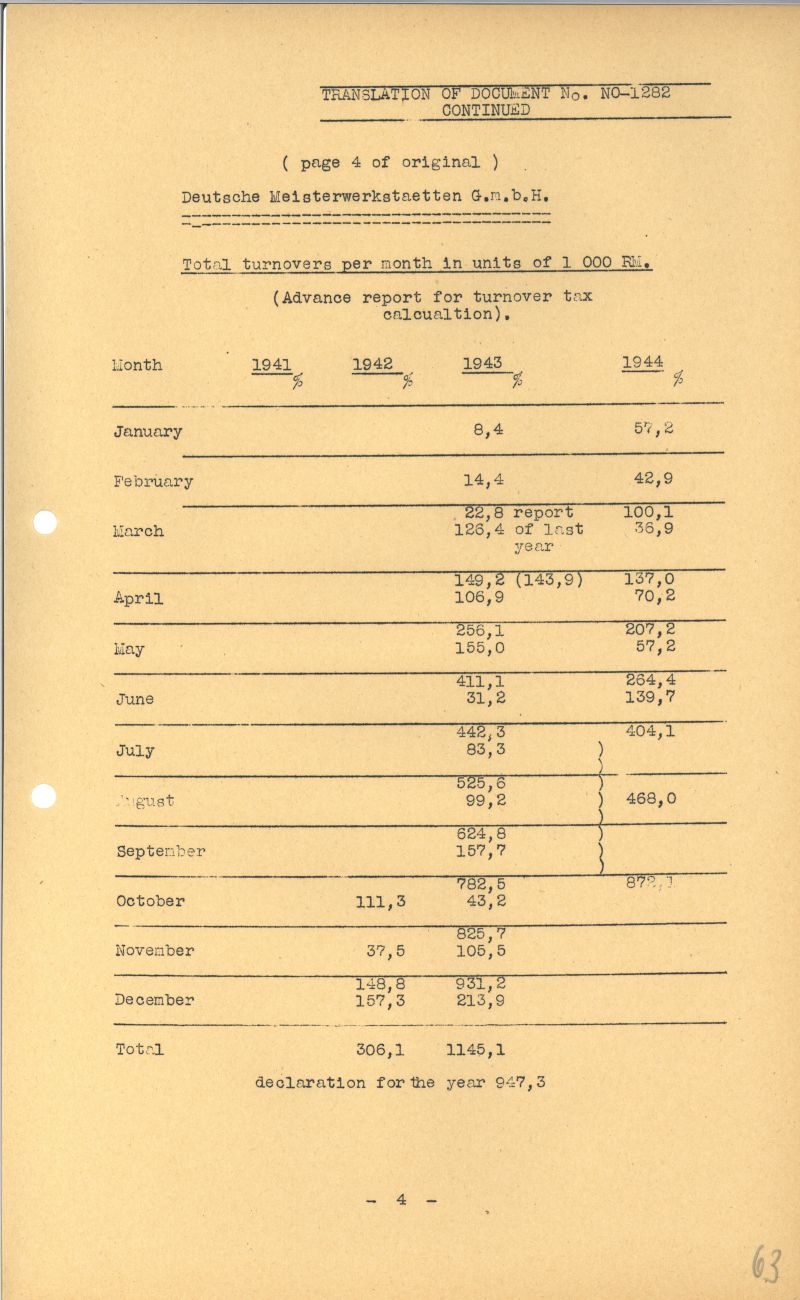 TRANSLATION OF DOCUMENT No. NO-1282
CONTINUED
( page 4 of original )
Deutsche Meisterwerkstaetten G.m.b.H.
Total turnovers per month in units of 1 000 RM.
(Advance report for turnover tax
calcualtion).
Month 1941 1942 1943 1944
% % % %
January 8,4 57,2
February 14,4 42,9
22,8 report 100,1
March 126,4 of last 36,9
year
149,2 (143,9) 137,0
April 106,9 70,2
256,1 207,2
May 155,0 57,2
411,1 264,4
June 31,2 139,7
442,3 404,1
July 83,3 )
)
525,6 )
August 99,2 ) 468,0
)
624,8 )
September 157,7 )
)
782,5 872,1
October 111,3 43,2
825,7
November 37,5 105,5
148,8 931,2
December 157,3 213,9
Total 306,1 1145,1
declaration for the year 947,3
- 4 -
63